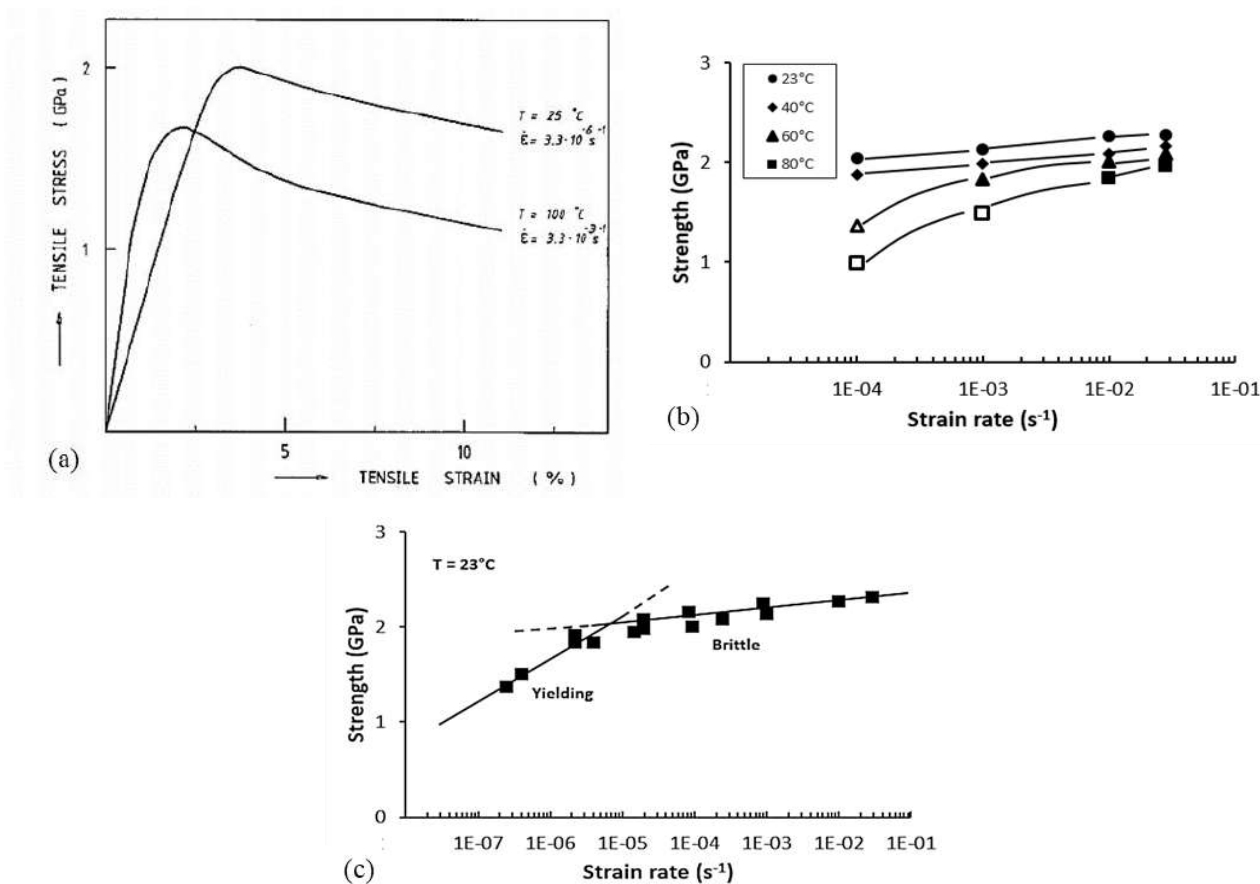 TENSILE STRESS (GPa)
2
1
T = 25 °C
ε̇ = 3.3·10⁻⁶s⁻¹
T = 100 °C
ε̇ = 3.3·10⁻³s⁻¹
5
10
TENSILE STRAIN (%)
(a)
Strength (GPa)
3
2
1
0
23°C
40°C
60°C
80°C
1E-04
1E-03
1E-02
1E-01
Strain rate (s⁻¹)
(b)
Strength (GPa)
3
2
1
0
T = 23°C
Brittle
Yielding
1E-07
1E-06
1E-05
1E-04
1E-03
1E-02
1E-01
Strain rate (s⁻¹)
(c)